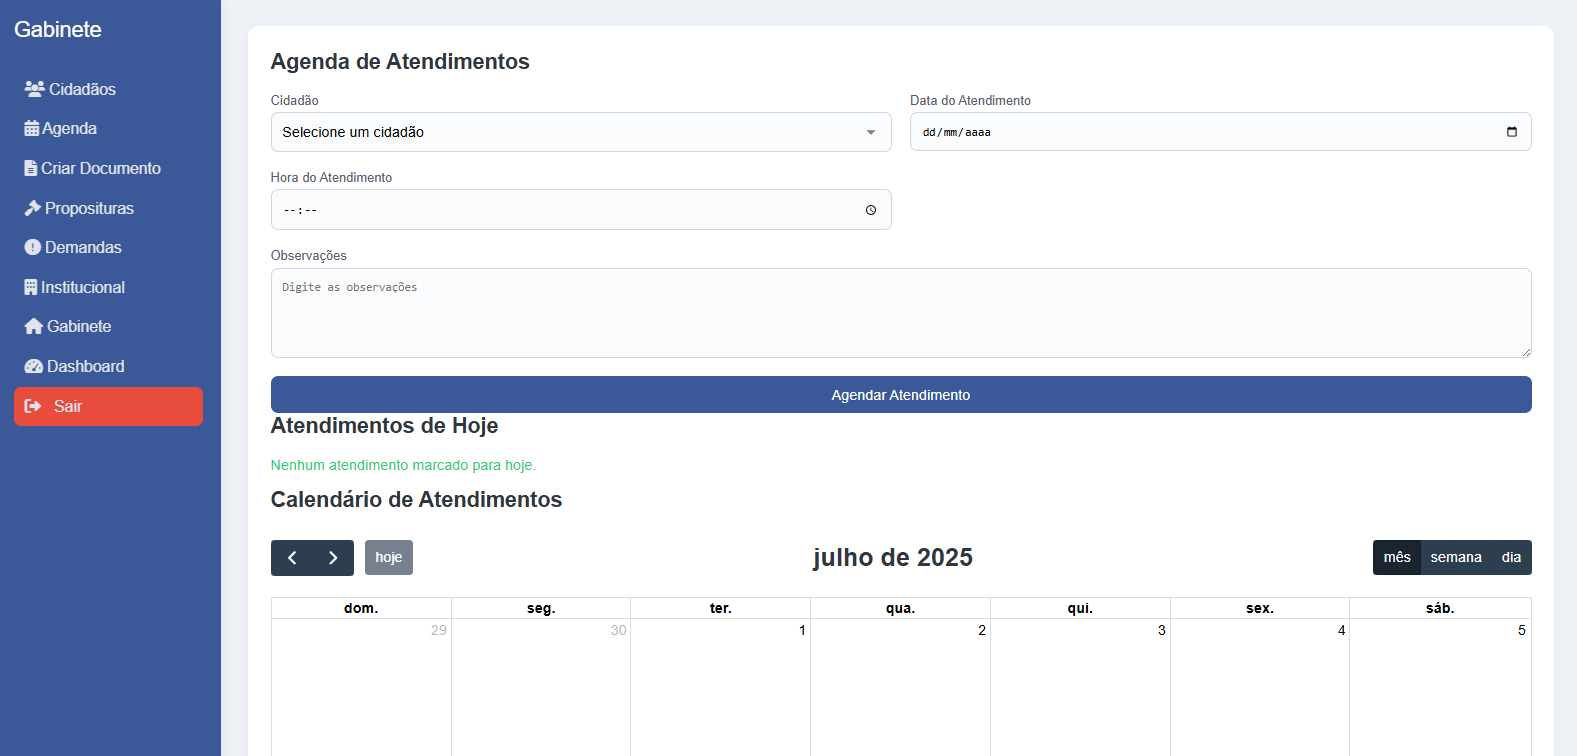 Gabinete
Cidadãos
Agenda
Criar Documento
Proposituras
Demandas
Institucional
Gabinete
Dashboard
Sair
Agenda de Atendimentos
Cidadão
Data do Atendimento
Selecione um cidadão
dd/mm/aaaa
Hora do Atendimento
--:--
Observações
Digite as observações
Agendar Atendimento
Atendimentos de Hoje
Nenhum atendimento marcado para hoje.
Calendário de Atendimentos
hoje
julho de 2025
mês semana dia
dom. seg. ter. qua. qui. sex. sáb.
29 30 1 2 3 4 5